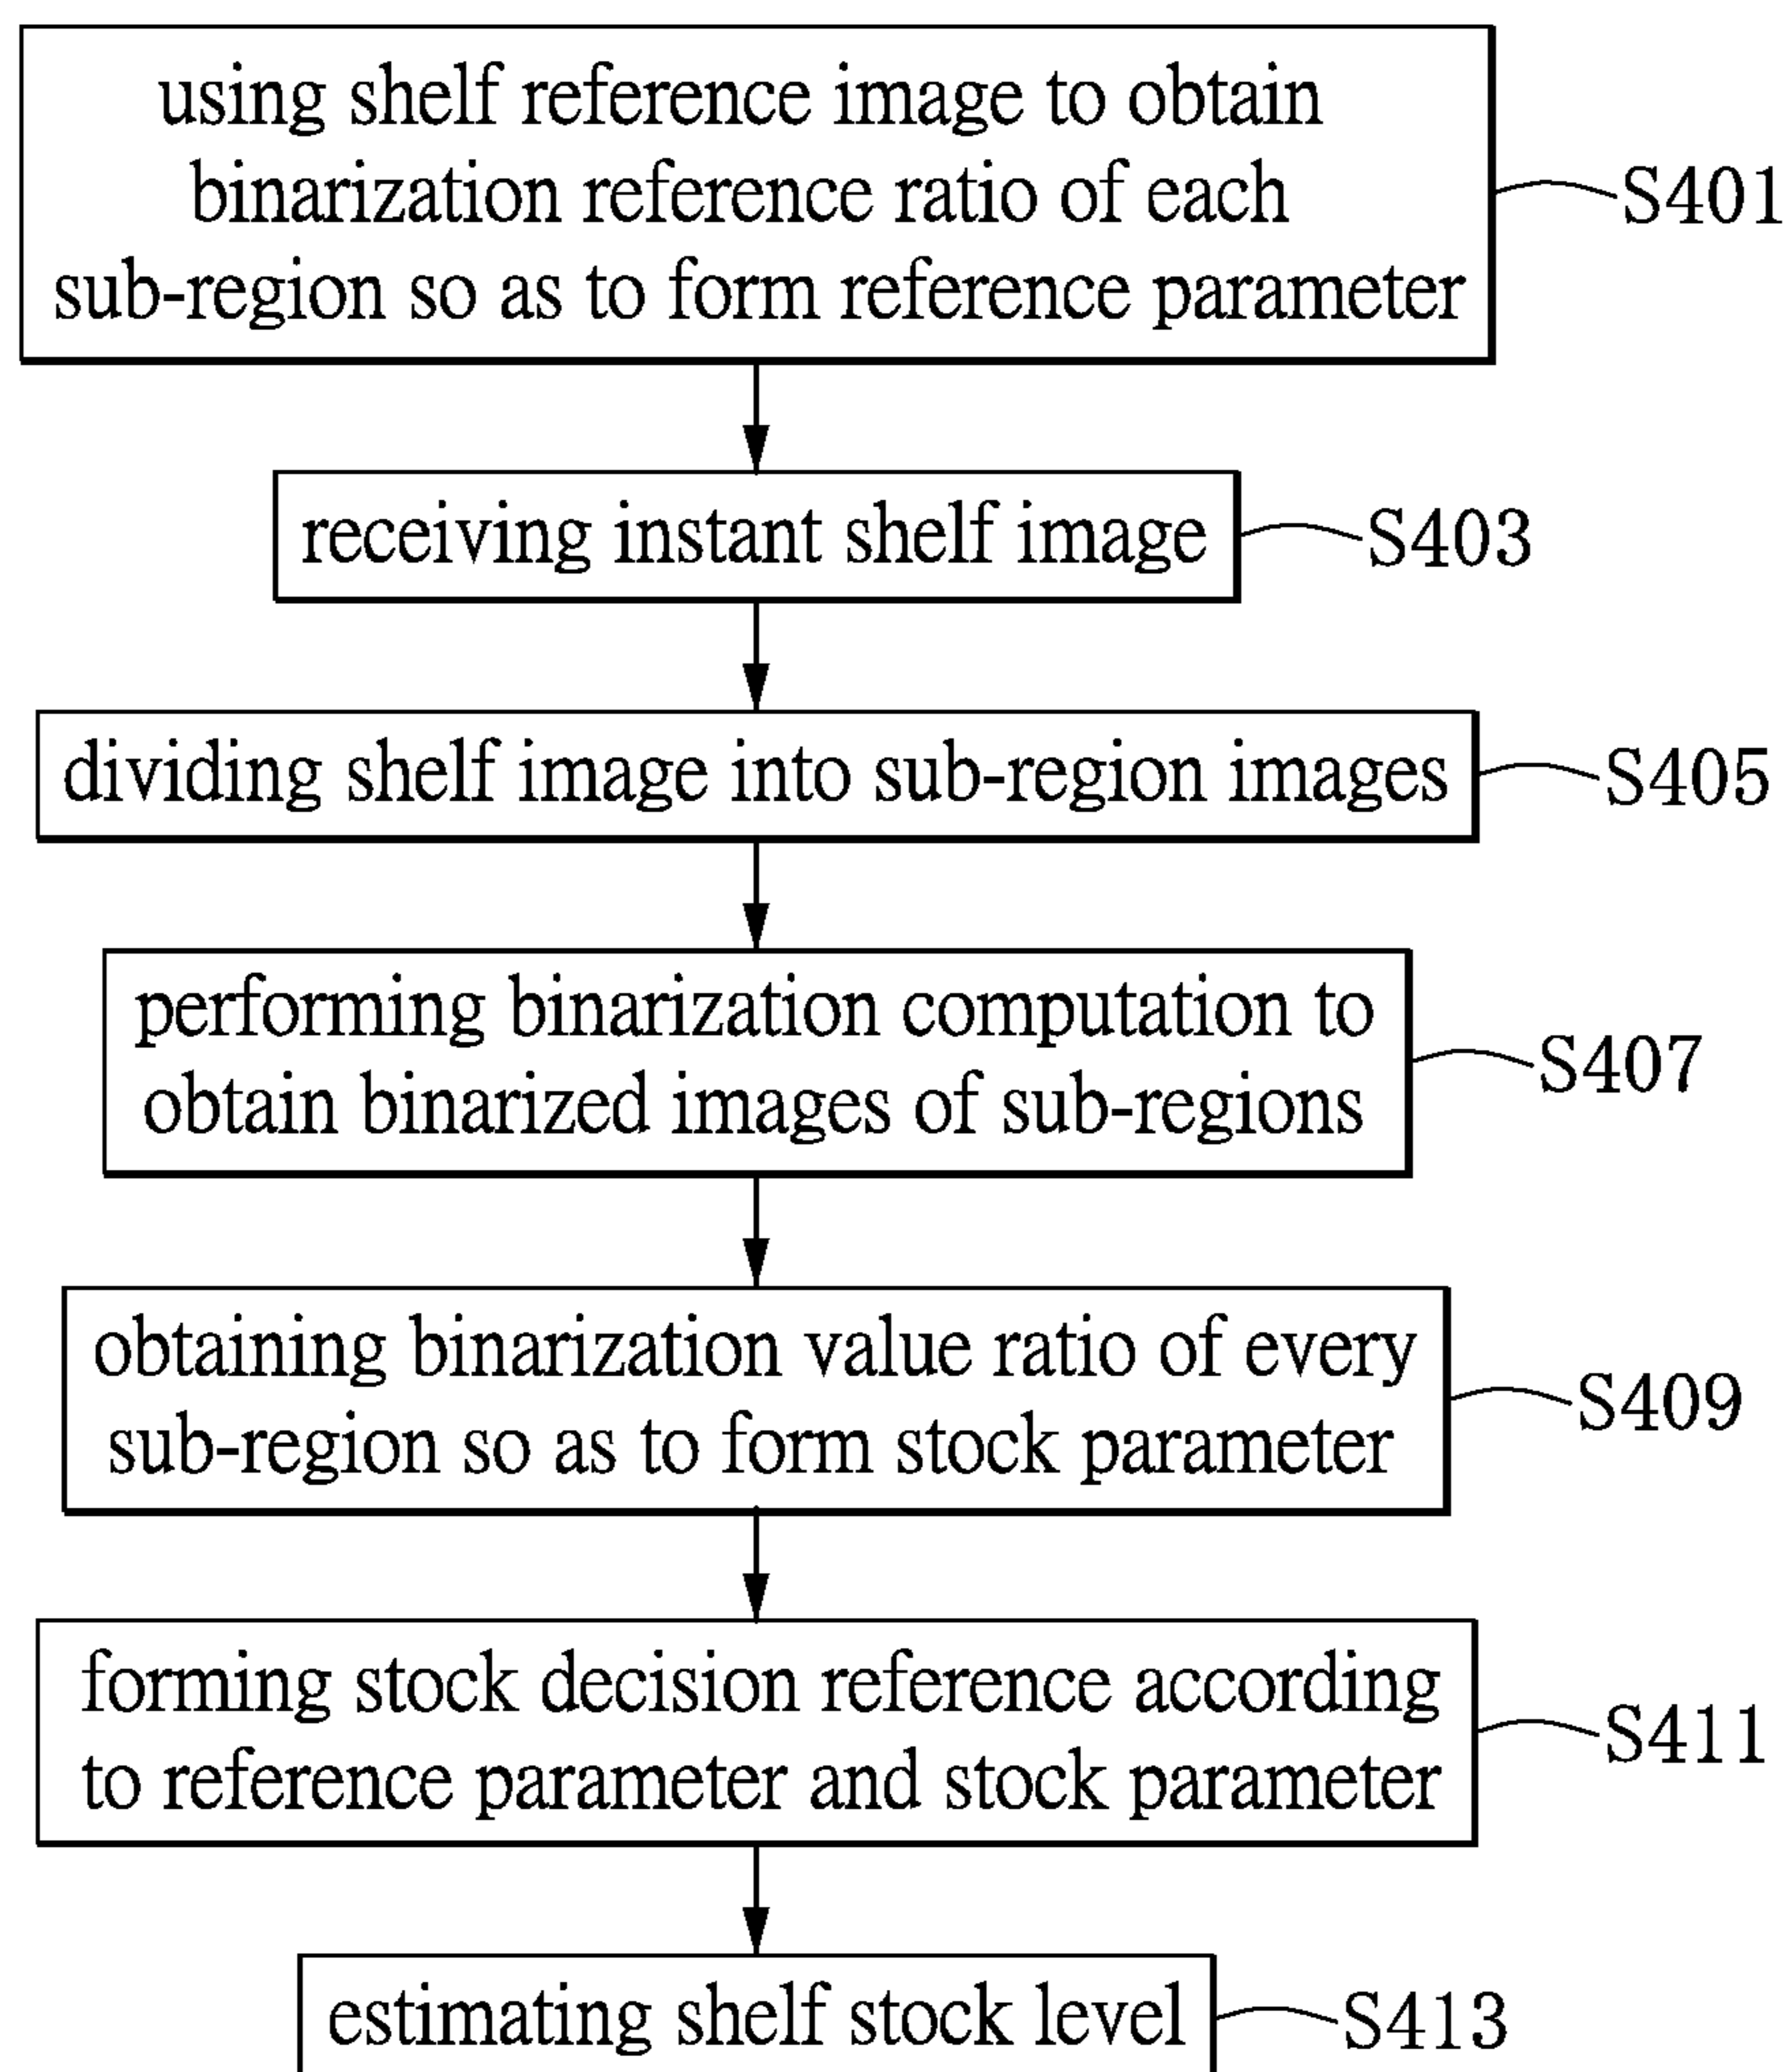 using shelf reference image to obtain
binarization reference ratio of each
sub-region so as to form reference parameter
S401
receiving instant shelf image
S403
dividing shelf image into sub-region images
S405
performing binarization computation to
obtain binarized images of sub-regions
S407
obtaining binarization value ratio of every
sub-region so as to form stock parameter
S409
forming stock decision reference according
to reference parameter and stock parameter
S411
estimating shelf stock level
S413